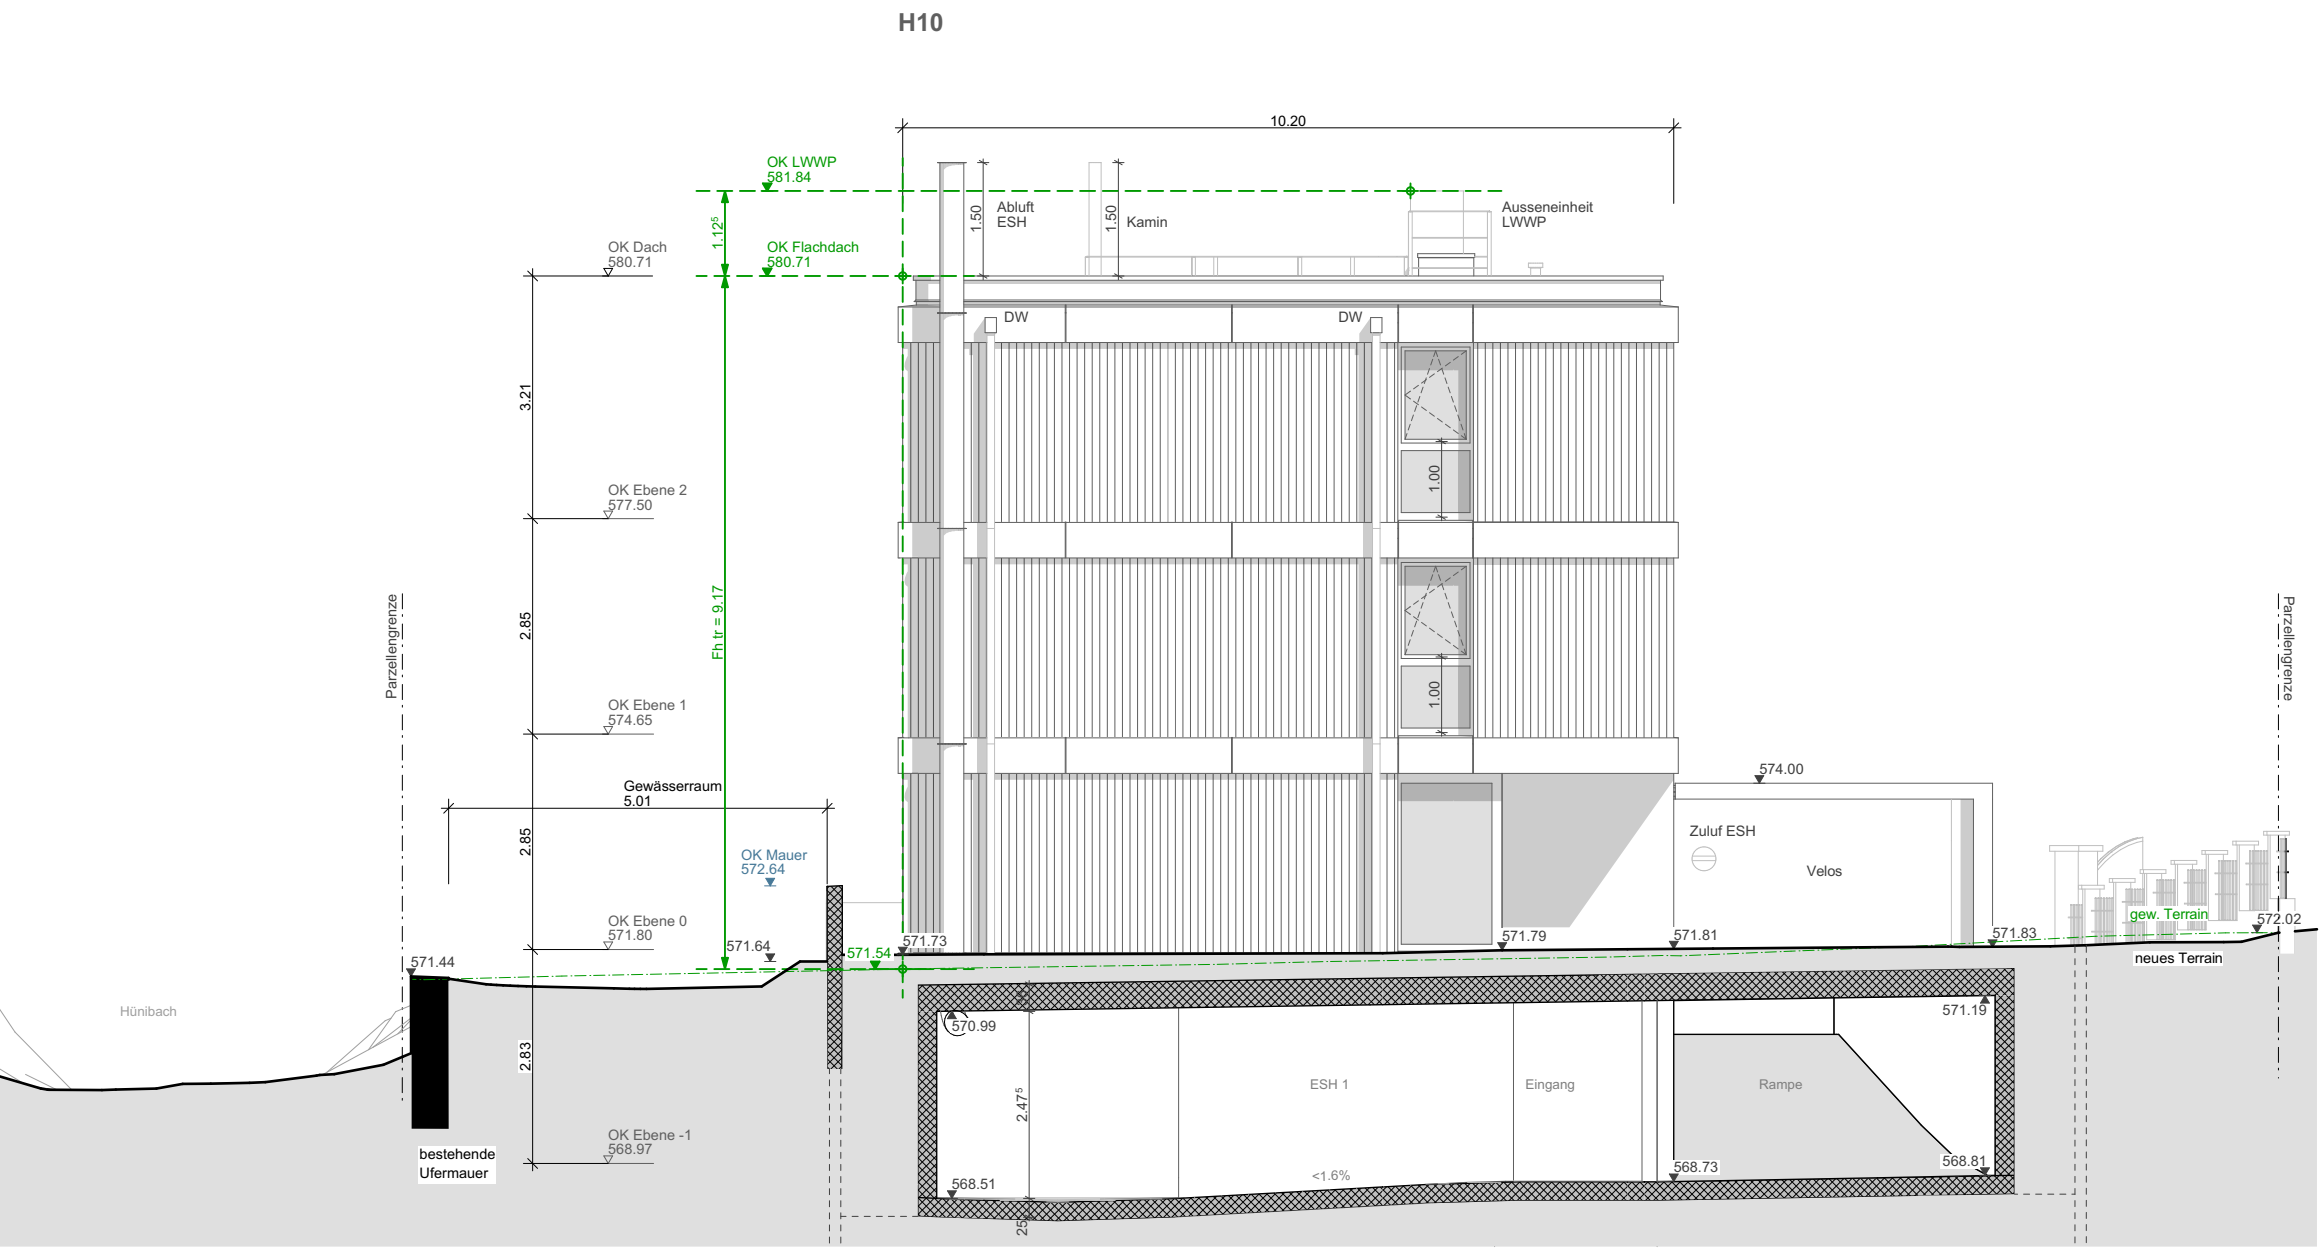 H10
10.20
OK LWWP
581.84
1.12⁵
1.50
Abluft
ESH
1.50
Kamin
Ausseneinheit
LWWP
OK Dach
580.71
OK Flachdach
580.71
DW
DW
3.21
1.00
OK Ebene 2
577.50
Parzellengrenze
2.85
Fh tr = 9.17
Parzellengrenze
1.00
OK Ebene 1
574.65
574.00
Gewässerraum
5.01
2.85
OK Mauer
572.64
Zuluf ESH
Velos
gew. Terrain
572.02
OK Ebene 0
571.80
571.64
571.54
571.73
571.79
571.81
571.83
571.44
neues Terrain
Hünibach
570.99
571.19
2.83
2.47⁵
ESH 1
Eingang
Rampe
OK Ebene -1
568.97
bestehende
Ufermauer
568.51
<1.6%
568.73
568.81
25